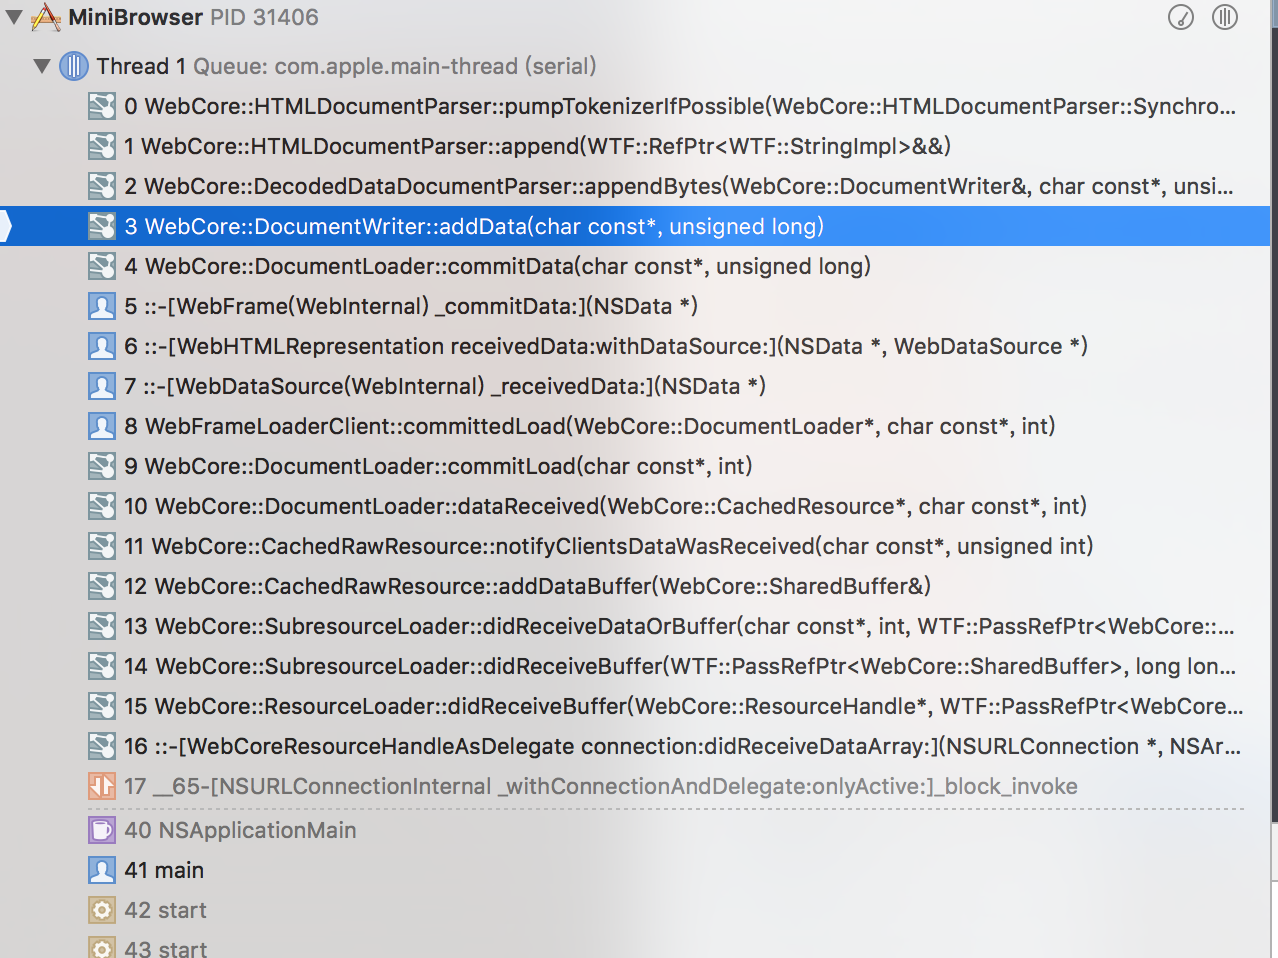 MiniBrowser PID 31406
Thread 1 Queue: com.apple.main-thread (serial)
0 WebCore::HTMLDocumentParser::pumpTokenizerIfPossible(WebCore::HTMLDocumentParser::Synchro...
1 WebCore::HTMLDocumentParser::append(WTF::RefPtr<WTF::StringImpl>&&)
2 WebCore::DecodedDataDocumentParser::appendBytes(WebCore::DocumentWriter&, char const*, unsi...
3 WebCore::DocumentWriter::addData(char const*, unsigned long)
4 WebCore::DocumentLoader::commitData(char const*, unsigned long)
5 ::-[WebFrame(WebInternal) _commitData:](NSData *)
6 ::-[WebHTMLRepresentation receivedData:withDataSource:](NSData *, WebDataSource *)
7 ::-[WebDataSource(WebInternal) _receivedData:](NSData *)
8 WebFrameLoaderClient::committedLoad(WebCore::DocumentLoader*, char const*, int)
9 WebCore::DocumentLoader::commitLoad(char const*, int)
10 WebCore::DocumentLoader::dataReceived(WebCore::CachedResource*, char const*, int)
11 WebCore::CachedRawResource::notifyClientsDataWasReceived(char const*, unsigned int)
12 WebCore::CachedRawResource::addDataBuffer(WebCore::SharedBuffer&)
13 WebCore::SubresourceLoader::didReceiveDataOrBuffer(char const*, int, WTF::PassRefPtr<WebCore::...
14 WebCore::SubresourceLoader::didReceiveBuffer(WTF::PassRefPtr<WebCore::SharedBuffer>, long lon...
15 WebCore::ResourceLoader::didReceiveBuffer(WebCore::ResourceHandle*, WTF::PassRefPtr<WebCore...
16 ::-[WebCoreResourceHandleAsDelegate connection:didReceiveDataArray:](NSURLConnection *, NSAr...
17 __65-[NSURLConnectionInternal _withConnectionAndDelegate:onlyActive:]_block_invoke
40 NSApplicationMain
41 main
42 start
43 start